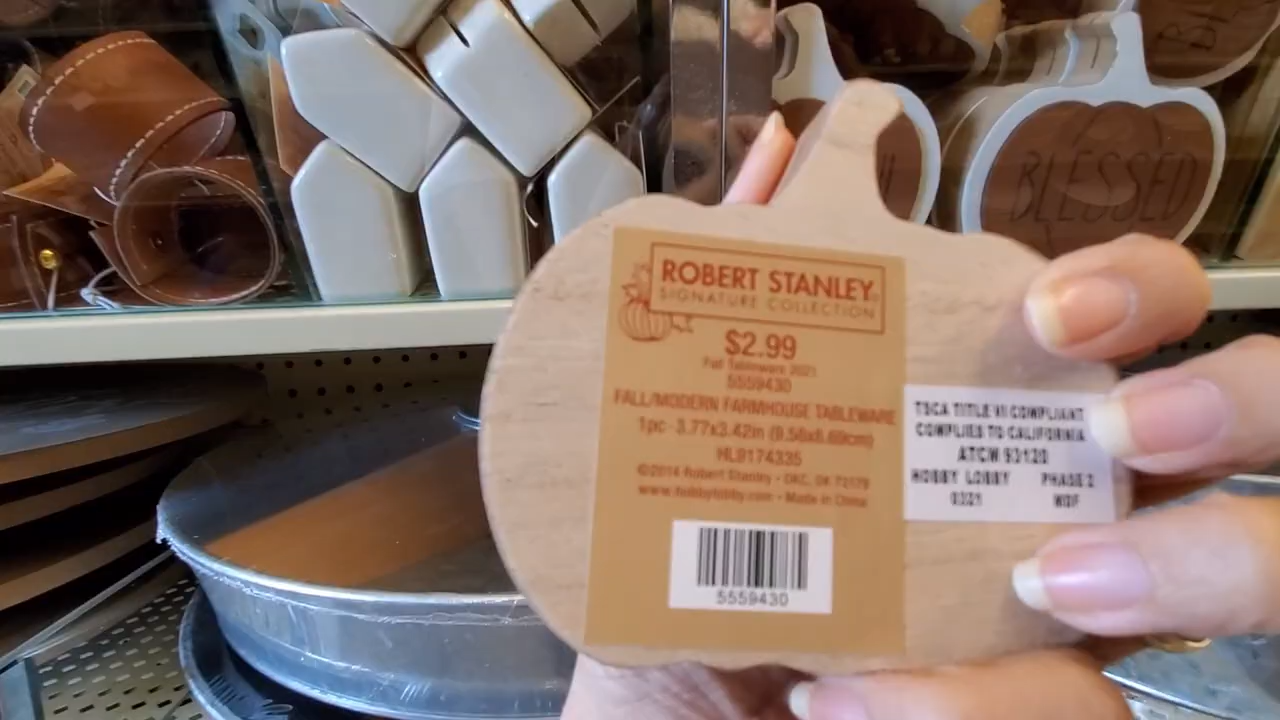 BLESSED
ROBERT STANLEY
SIGNATURE COLLECTION
$2.99
Fall Tableware 2021
5559430
FALL/MODERN FARMHOUSE TABLEWARE
1pc- 3.77x3.42in (9.58x8.69cm)
HL9174335
©2014 Robert Stanley • OKC, OK 73179
www.hobbylobby.com • Made in China
5559430
TSCA TITLE VI COMPLIANT
COMPLIES TO CALIFORNIA
ATCM 93120
HOBBY LOBBY PHASE 2
0321 MDF